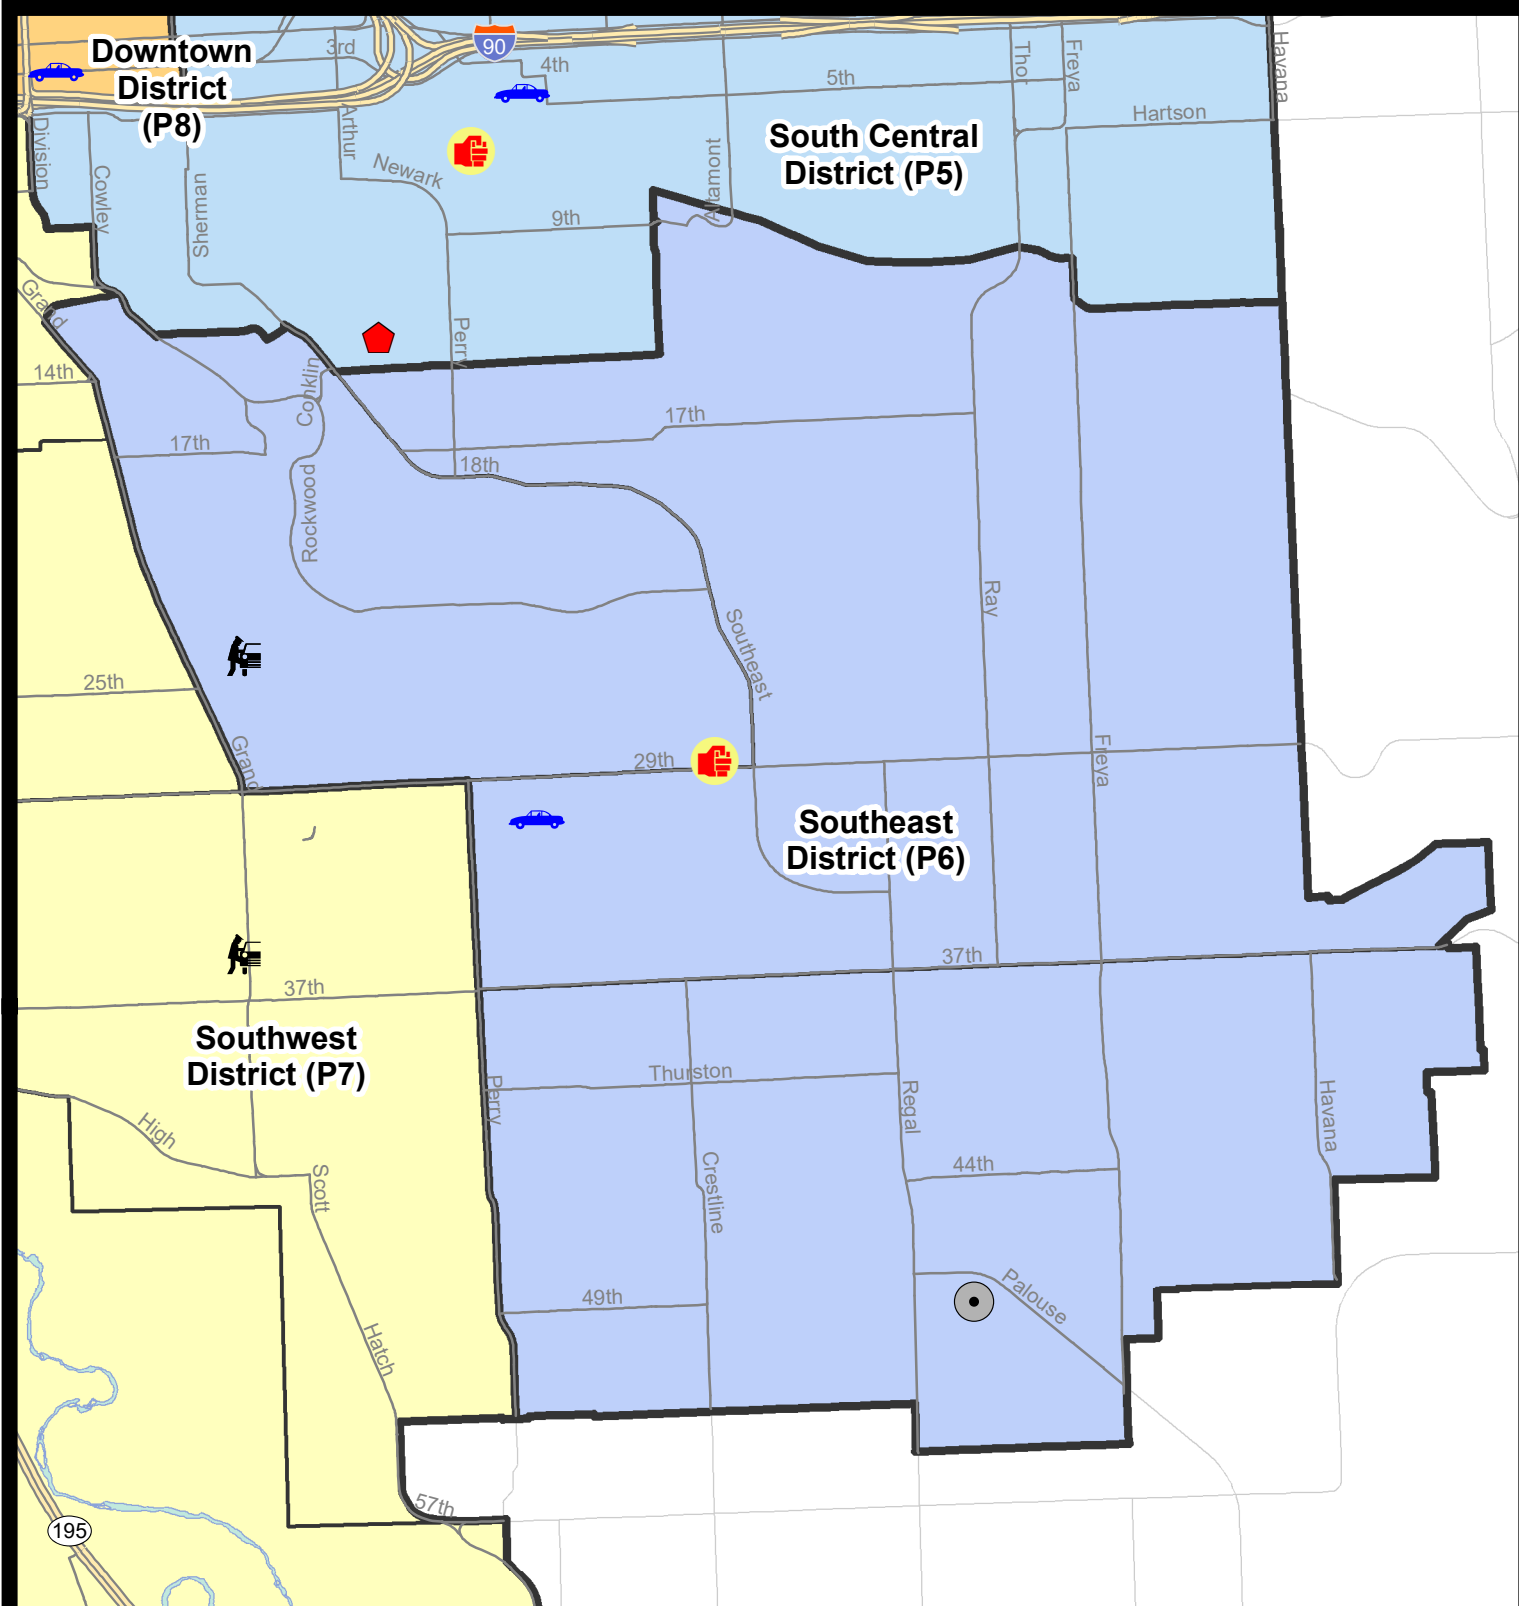 Downtown
District
(P8)
3rd
90
4th
5th
Thor
Freya
Havana
Hartson
Division
Cowley
Sherman
Arthur
Newark
Altamont
South Central
District (P5)
9th
Grand
Perry
14th
Conklin
17th
17th
18th
Rockwood
Ray
Southeast
25th
Grand
29th
Freya
Southeast
District (P6)
37th
37th
Southwest
District (P7)
Perry
Thurston
Regal
Havana
High
Scott
Crestline
44th
49th
Palouse
Hatch
57th
195